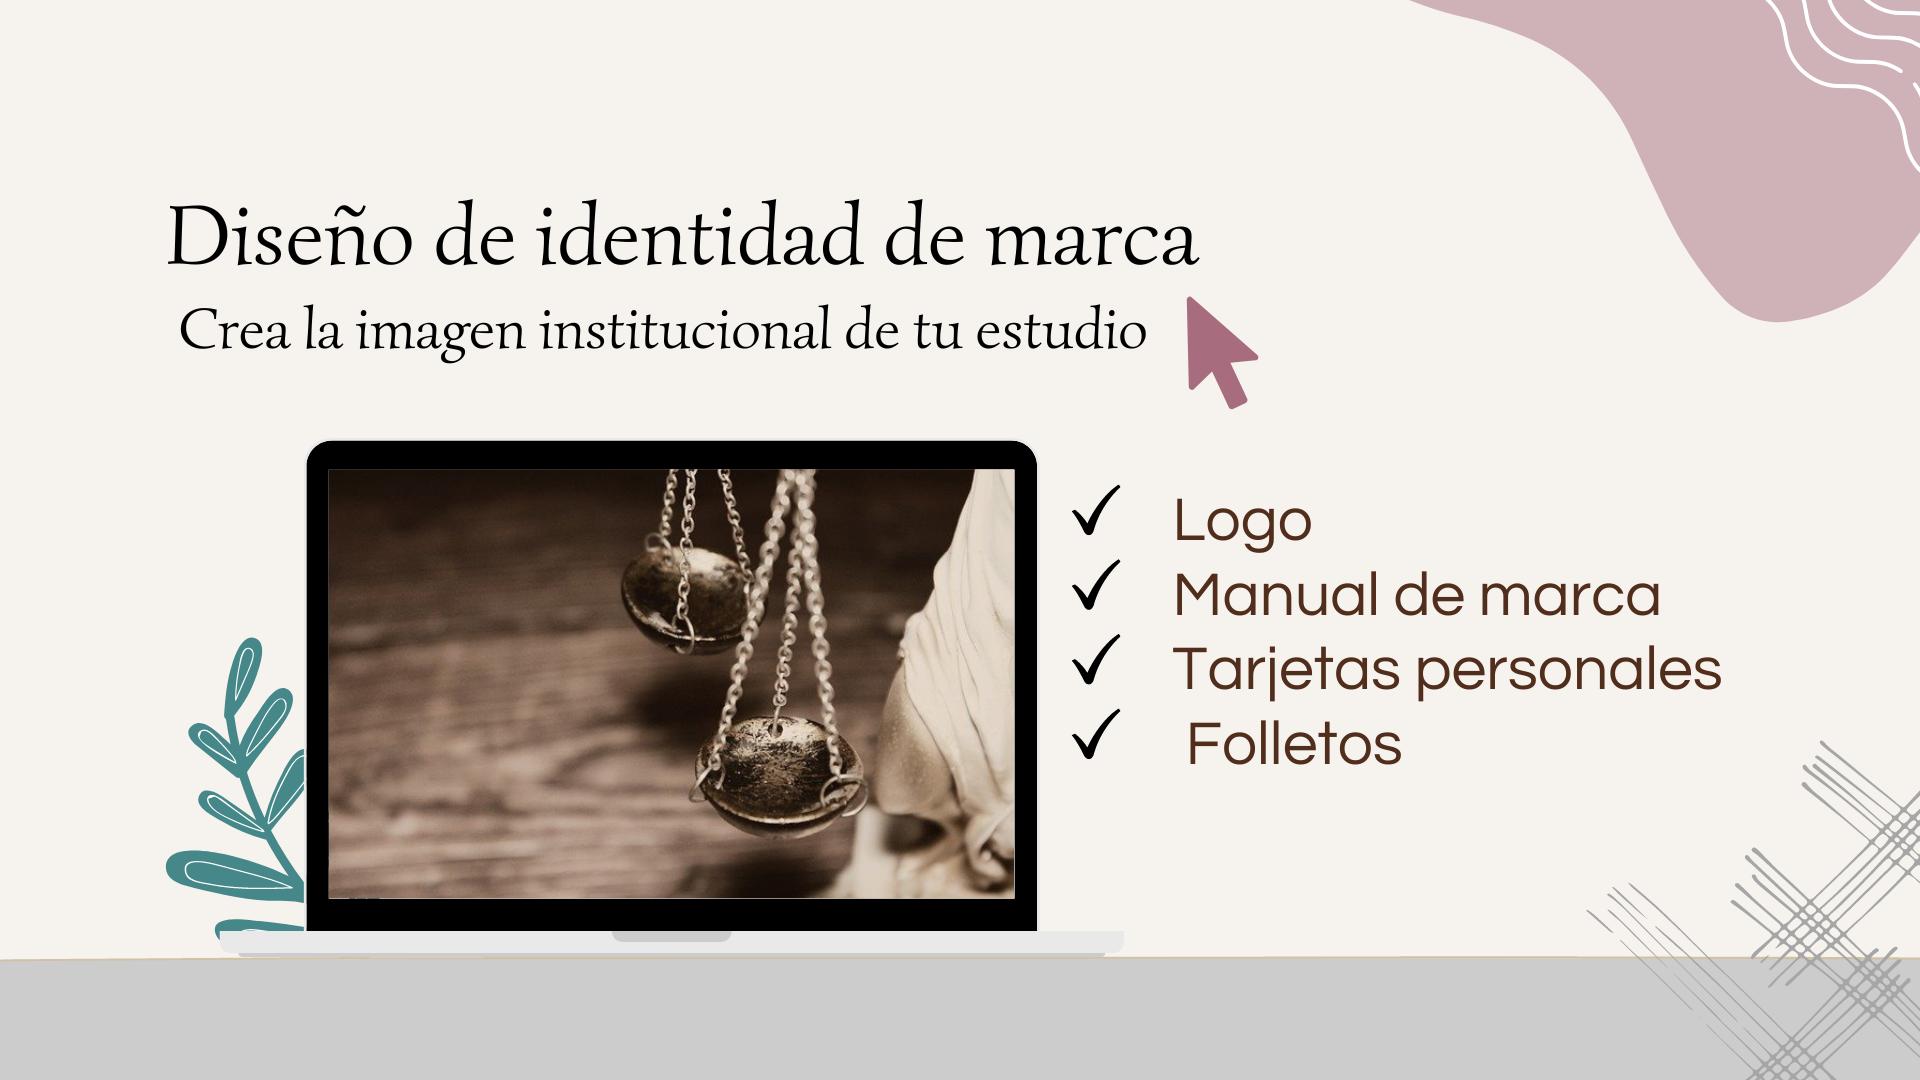 Diseño de identidad de marca
Crea la imagen institucional de tu estudio
Logo
Manual de marca
Tarjetas personales
Folletos